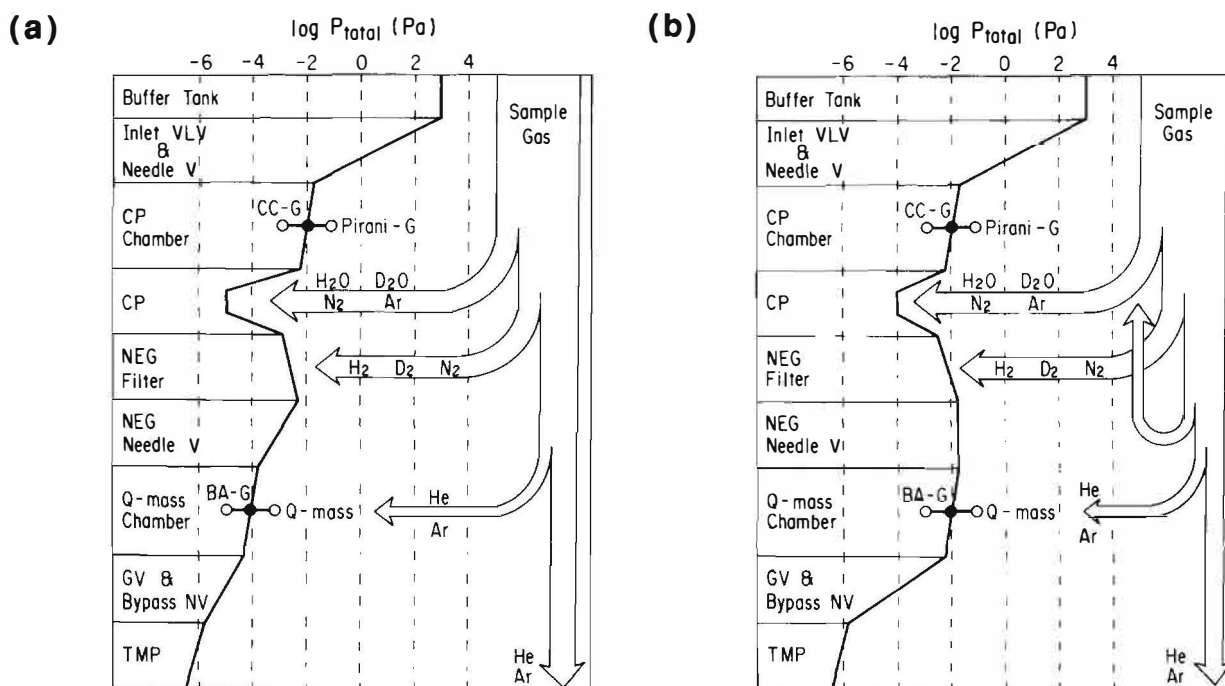 (a)
log Ptotal (Pa)
-6 -4 -2 0 2 4
Buffer Tank
Inlet VLV
&
Needle V
CP
Chamber
CP
NEG
Filter
NEG
Needle V
Q-mass
Chamber
GV &
Bypass NV
TMP
Sample
Gas
CC-G
Pirani-G
H2O D2O
N2 Ar
H2 D2 N2
BA-G
Q-mass
He
Ar
He
Ar
(b)
log Ptotal (Pa)
-6 -4 -2 0 2 4
Buffer Tank
Inlet VLV
&
Needle V
CP
Chamber
CP
NEG
Filter
NEG
Needle V
Q-mass
Chamber
GV &
Bypass NV
TMP
Sample
Gas
CC-G
Pirani-G
H2O D2O
N2 Ar
H2 D2 N2
BA-G
Q-mass
He
Ar
He
Ar